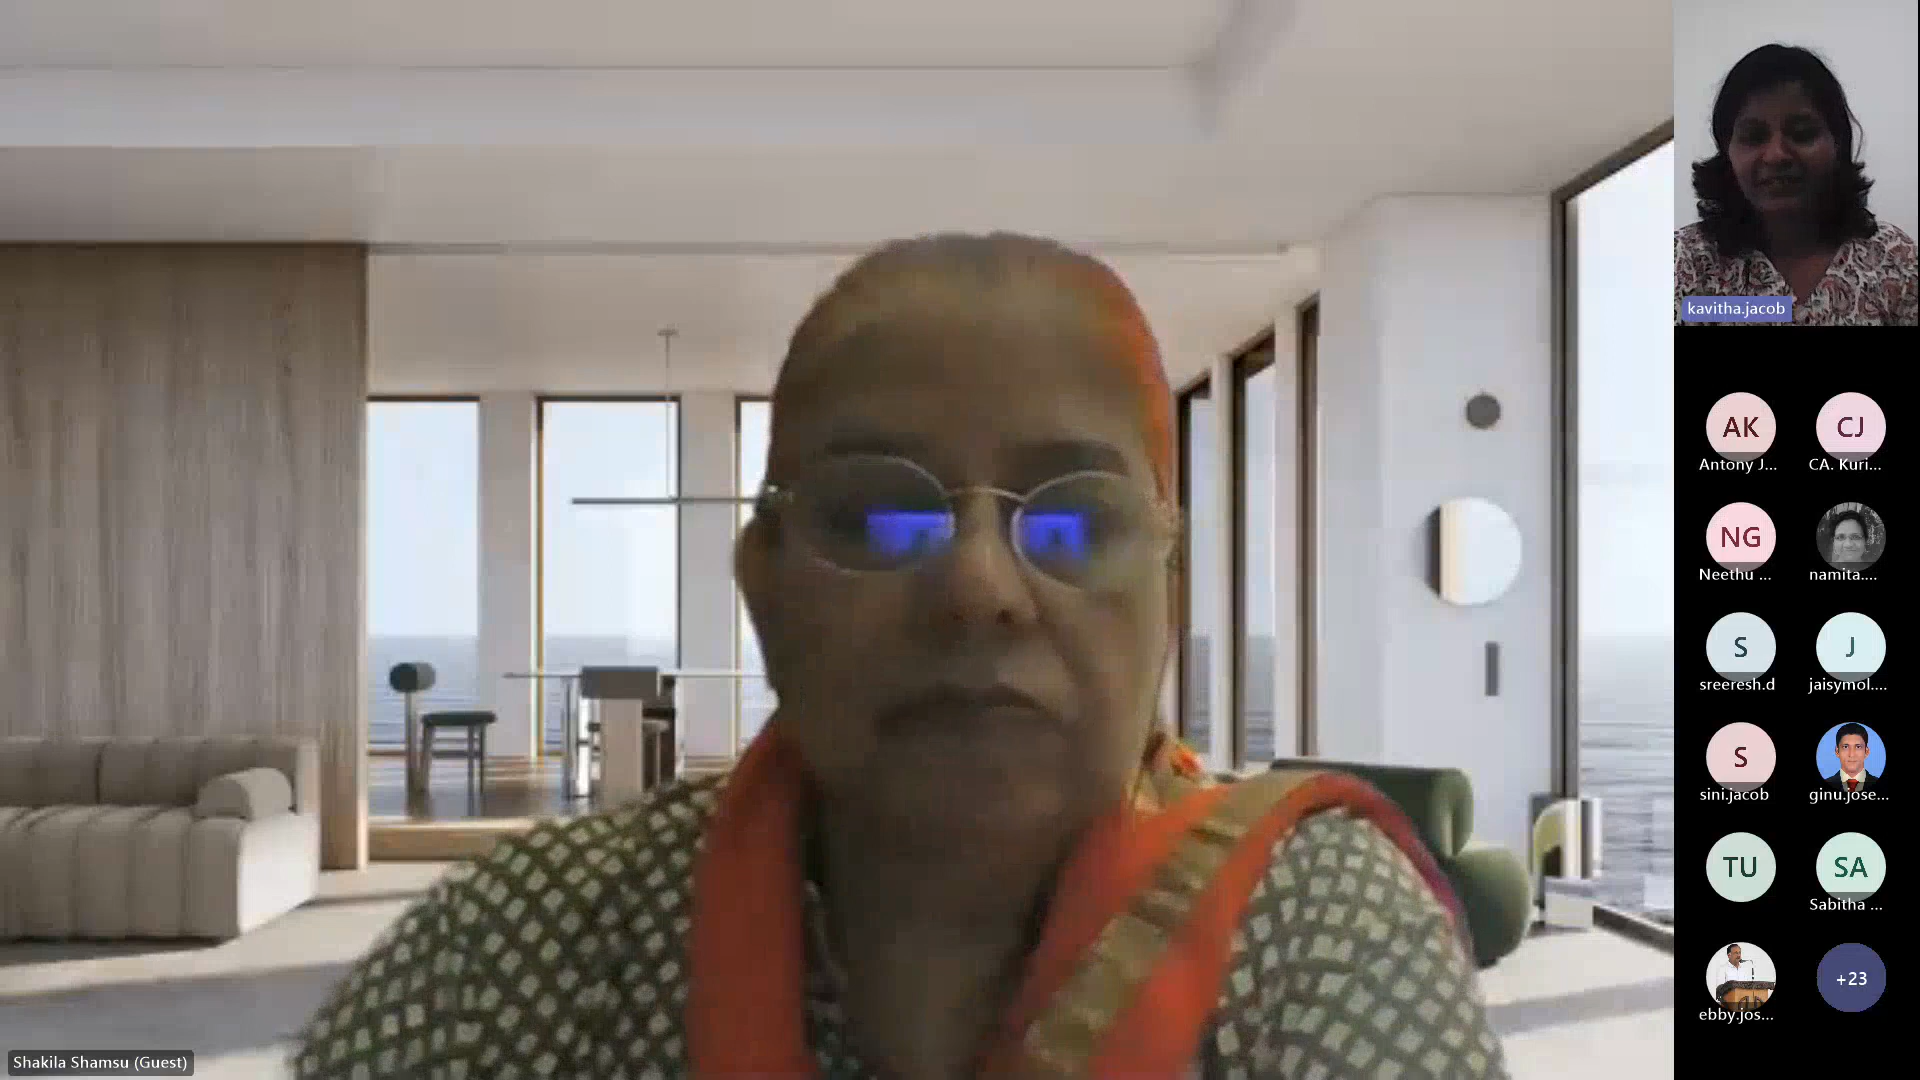 kavitha.jacob
AK
CJ
Antony J...
CA. Kuri...
NG
Neethu ...
namita....
S
J
sreeresh.d
jaisymol....
S
sini.jacob
ginu.jose...
TU
SA
Sabitha ...
+23
ebby.jos...
Shakila Shamsu (Guest)